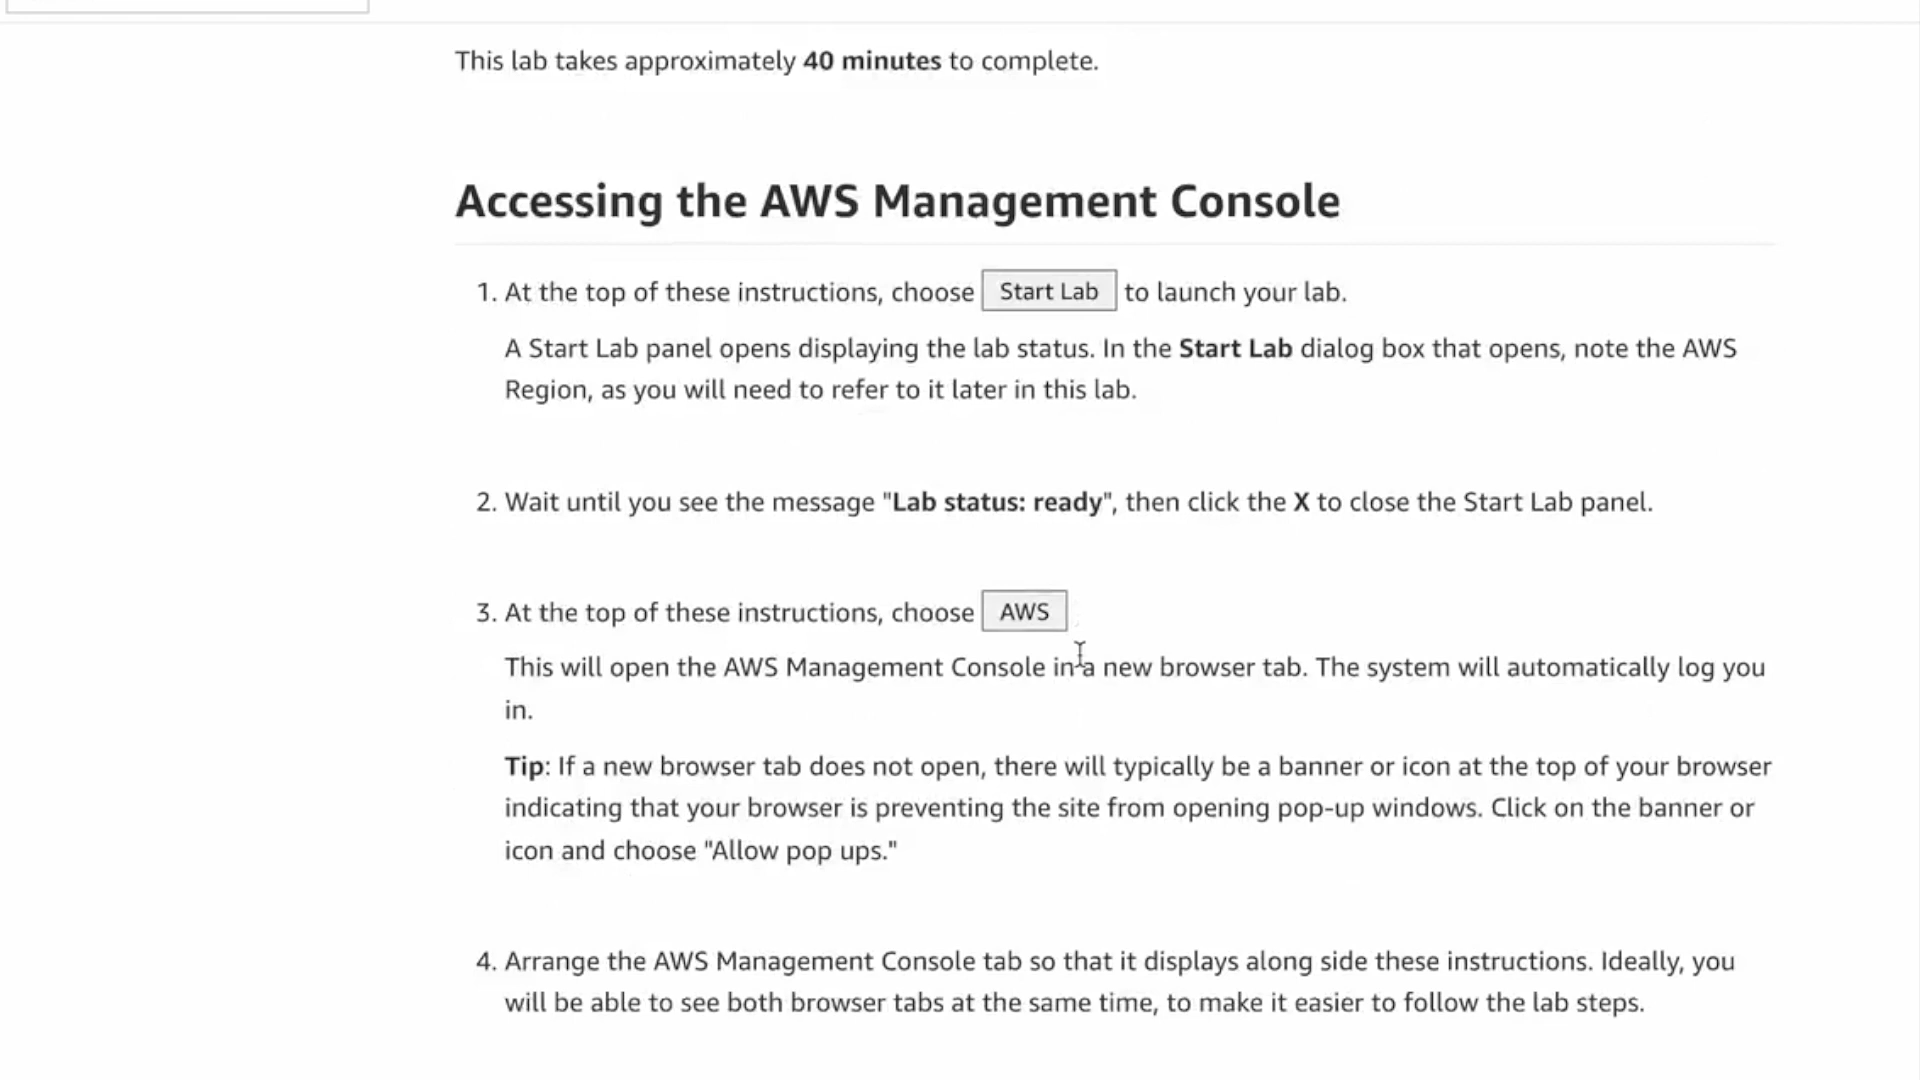 This lab takes approximately 40 minutes to complete.
Accessing the AWS Management Console
1. At the top of these instructions, choose Start Lab to launch your lab.
A Start Lab panel opens displaying the lab status. In the Start Lab dialog box that opens, note the AWS
Region, as you will need to refer to it later in this lab.
2. Wait until you see the message "Lab status: ready", then click the X to close the Start Lab panel.
3. At the top of these instructions, choose AWS
This will open the AWS Management Console in a new browser tab. The system will automatically log you
in.
Tip: If a new browser tab does not open, there will typically be a banner or icon at the top of your browser
indicating that your browser is preventing the site from opening pop-up windows. Click on the banner or
icon and choose "Allow pop ups."
4. Arrange the AWS Management Console tab so that it displays along side these instructions. Ideally, you
will be able to see both browser tabs at the same time, to make it easier to follow the lab steps.